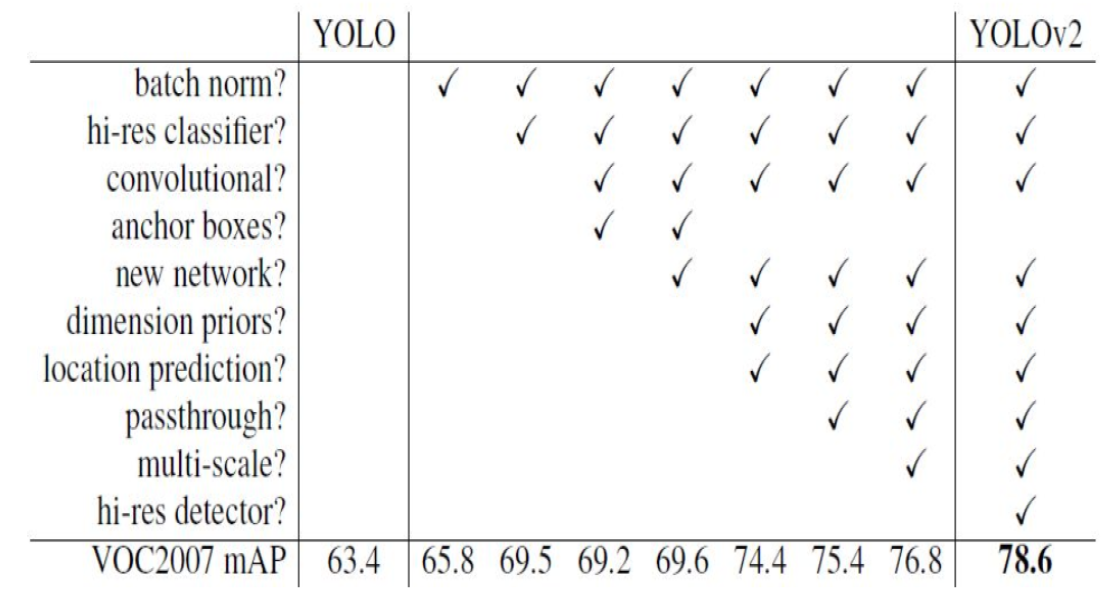 YOLO YOLOv2
batch norm? ✓ ✓ ✓ ✓ ✓ ✓ ✓ ✓
hi-res classifier? ✓ ✓ ✓ ✓ ✓ ✓ ✓
convolutional? ✓ ✓ ✓ ✓ ✓ ✓
anchor boxes? ✓ ✓
new network? ✓ ✓ ✓ ✓ ✓
dimension priors? ✓ ✓ ✓ ✓
location prediction? ✓ ✓ ✓ ✓
passthrough? ✓ ✓ ✓
multi-scale? ✓ ✓
hi-res detector? ✓
VOC2007 mAP 63.4 65.8 69.5 69.2 69.6 74.4 75.4 76.8 78.6